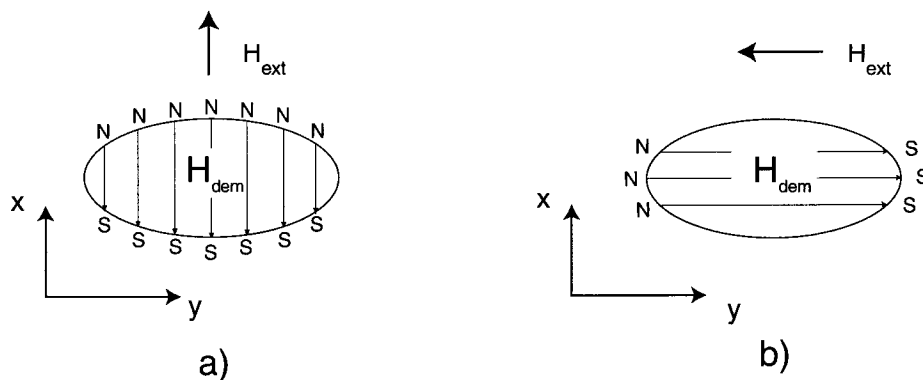 H_ext
N N N N N N N
H_dem
S S S S S S S
x
y
a)
H_ext
N S
N H_dem S
N S
x
y
b)